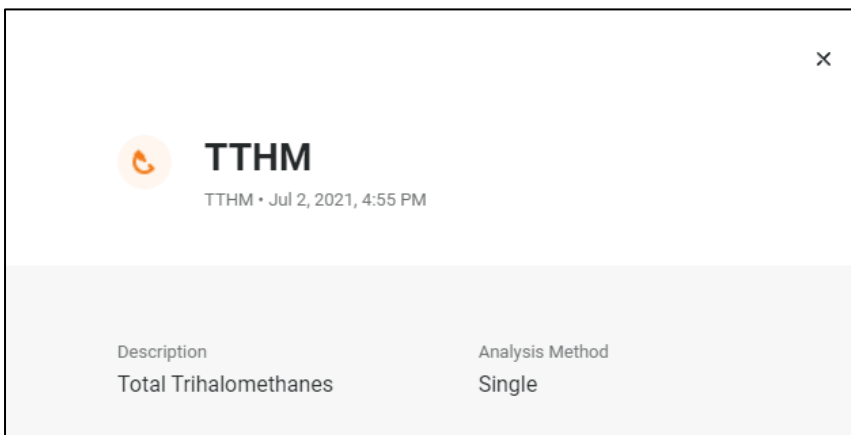 TTHM
TTHM • Jul 2, 2021, 4:55 PM
Description
Analysis Method
Total Trihalomethanes
Single